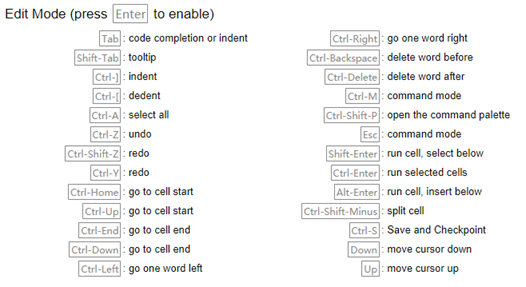 Edit Mode (press Enter to enable)
Tab : code completion or indent
Shift-Tab : tooltip
Ctrl-] : indent
Ctrl-[ : dedent
Ctrl-A : select all
Ctrl-Z : undo
Ctrl-Shift-Z : redo
Ctrl-Y : redo
Ctrl-Home : go to cell start
Ctrl-Up : go to cell start
Ctrl-End : go to cell end
Ctrl-Down : go to cell end
Ctrl-Left : go one word left
Ctrl-Right : go one word right
Ctrl-Backspace : delete word before
Ctrl-Delete : delete word after
Ctrl-M : command mode
Ctrl-Shift-P : open the command palette
Esc : command mode
Shift-Enter : run cell, select below
Ctrl-Enter : run selected cells
Alt-Enter : run cell, insert below
Ctrl-Shift-Minus : split cell
Ctrl-S : Save and Checkpoint
Down : move cursor down
Up : move cursor up